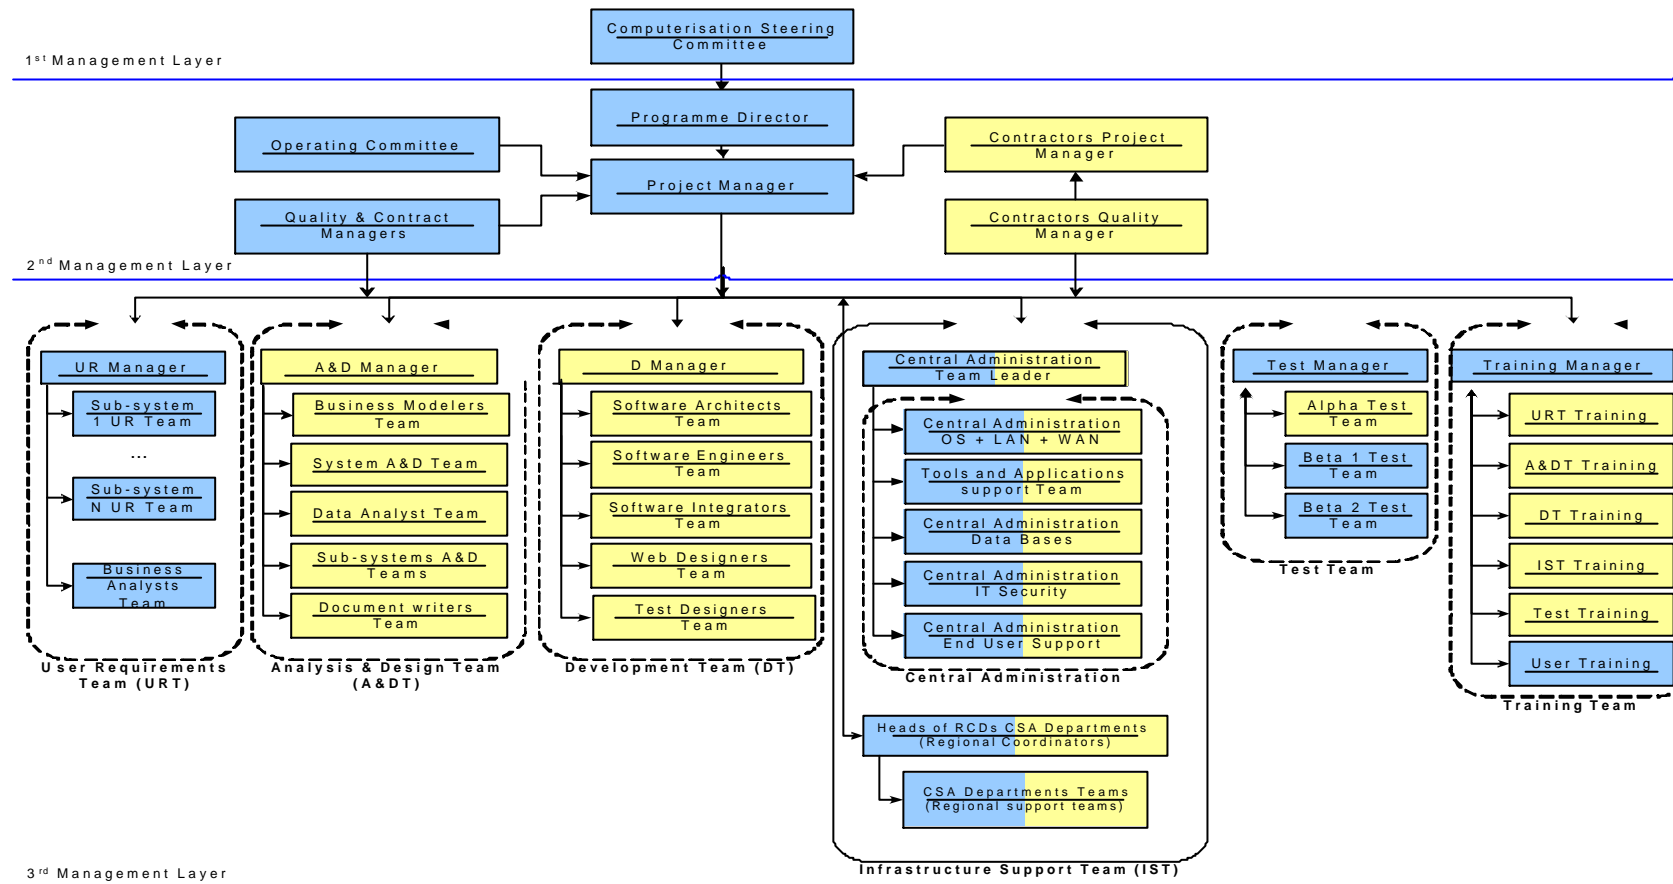 Computerisation Steering
Committee
1st Management Layer
Programme Director
Operating Committee
Contractors Project
Manager
Project Manager
Quality & Contract
Managers
Contractors Quality
Manager
2nd Management Layer
UR Manager
Sub-system
1 UR Team
...
Sub-system
N UR Team
Business
Analysts
Team
User Requirements
Team (URT)
A&D Manager
Business Modelers
Team
System A&D Team
Data Analyst Team
Sub-systems A&D
Teams
Document writers
Team
Analysis & Design Team
(A&DT)
D Manager
Software Architects
Team
Software Engineers
Team
Software Integrators
Team
Web Designers
Team
Test Designers
Team
Development Team (DT)
Central Administration
Team Leader
Central Administration
OS + LAN + WAN
Tools and Applications
support Team
Central Administration
Data Bases
Central Administration
IT Security
Central Administration
End User Support
Central Administration
Heads of RCDs CSA Departments
(Regional Coordinators)
CSA Departments Teams
(Regional support teams)
Infrastructure Support Team (IST)
Test Manager
Alpha Test
Team
Beta 1 Test
Team
Beta 2 Test
Team
Test Team
Training Manager
URT Training
A&DT Training
DT Training
IST Training
Test Training
User Training
Training Team
3rd Management Layer